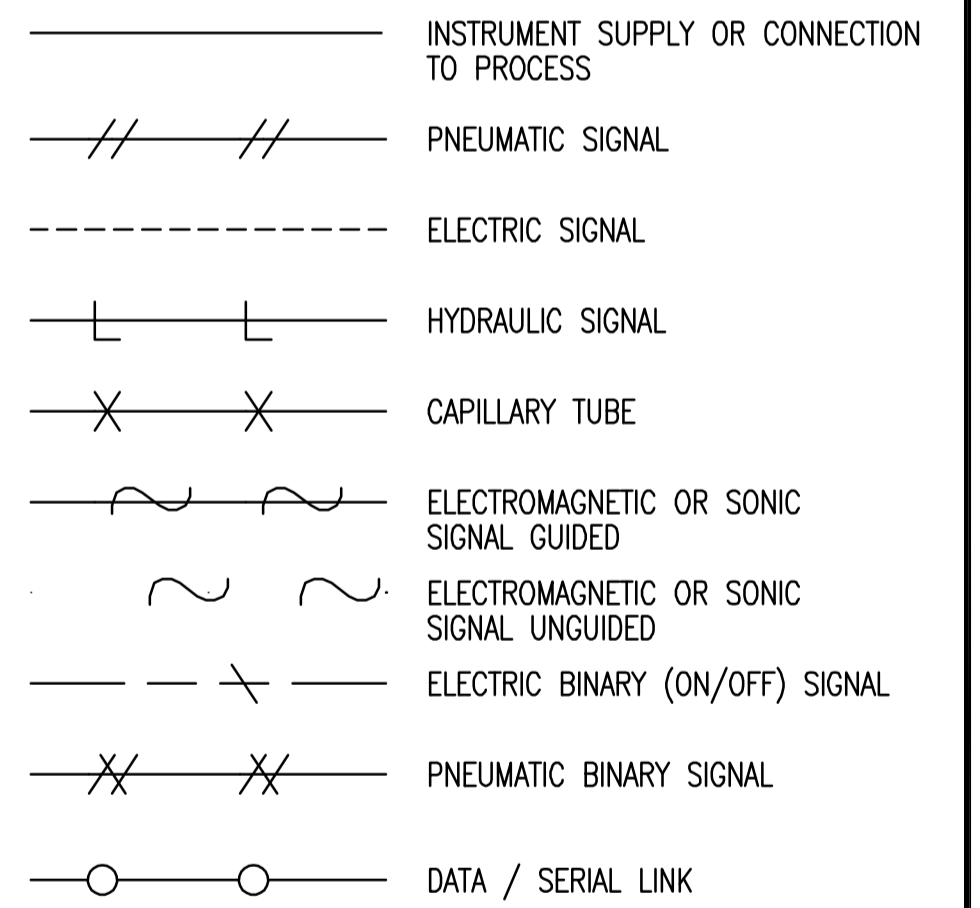 INSTRUMENT SUPPLY OR CONNECTION
TO PROCESS
PNEUMATIC SIGNAL
ELECTRIC SIGNAL
HYDRAULIC SIGNAL
CAPILLARY TUBE
ELECTROMAGNETIC OR SONIC
SIGNAL GUIDED
ELECTROMAGNETIC OR SONIC
SIGNAL UNGUIDED
ELECTRIC BINARY (ON/OFF) SIGNAL
PNEUMATIC BINARY SIGNAL
DATA / SERIAL LINK